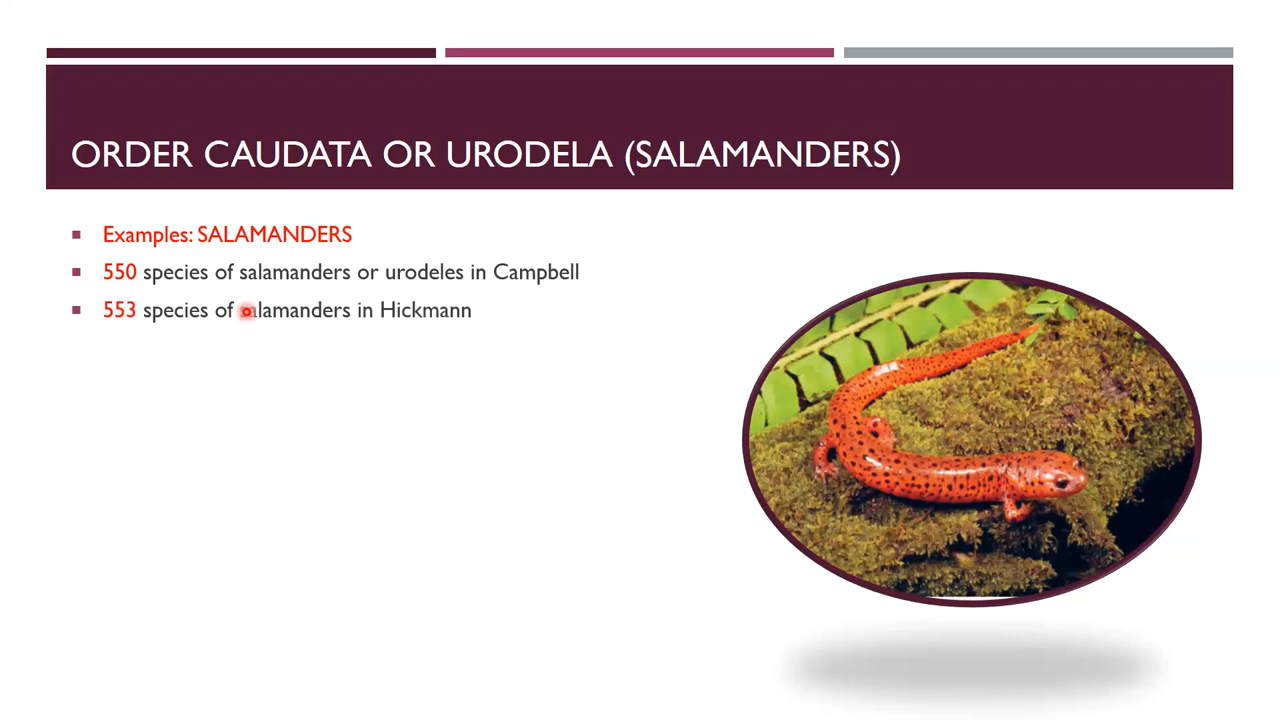 ORDER CAUDATA OR URODELA (SALAMANDERS)
Examples: SALAMANDERS
550 species of salamanders or urodeles in Campbell
553 species of salamanders in Hickmann